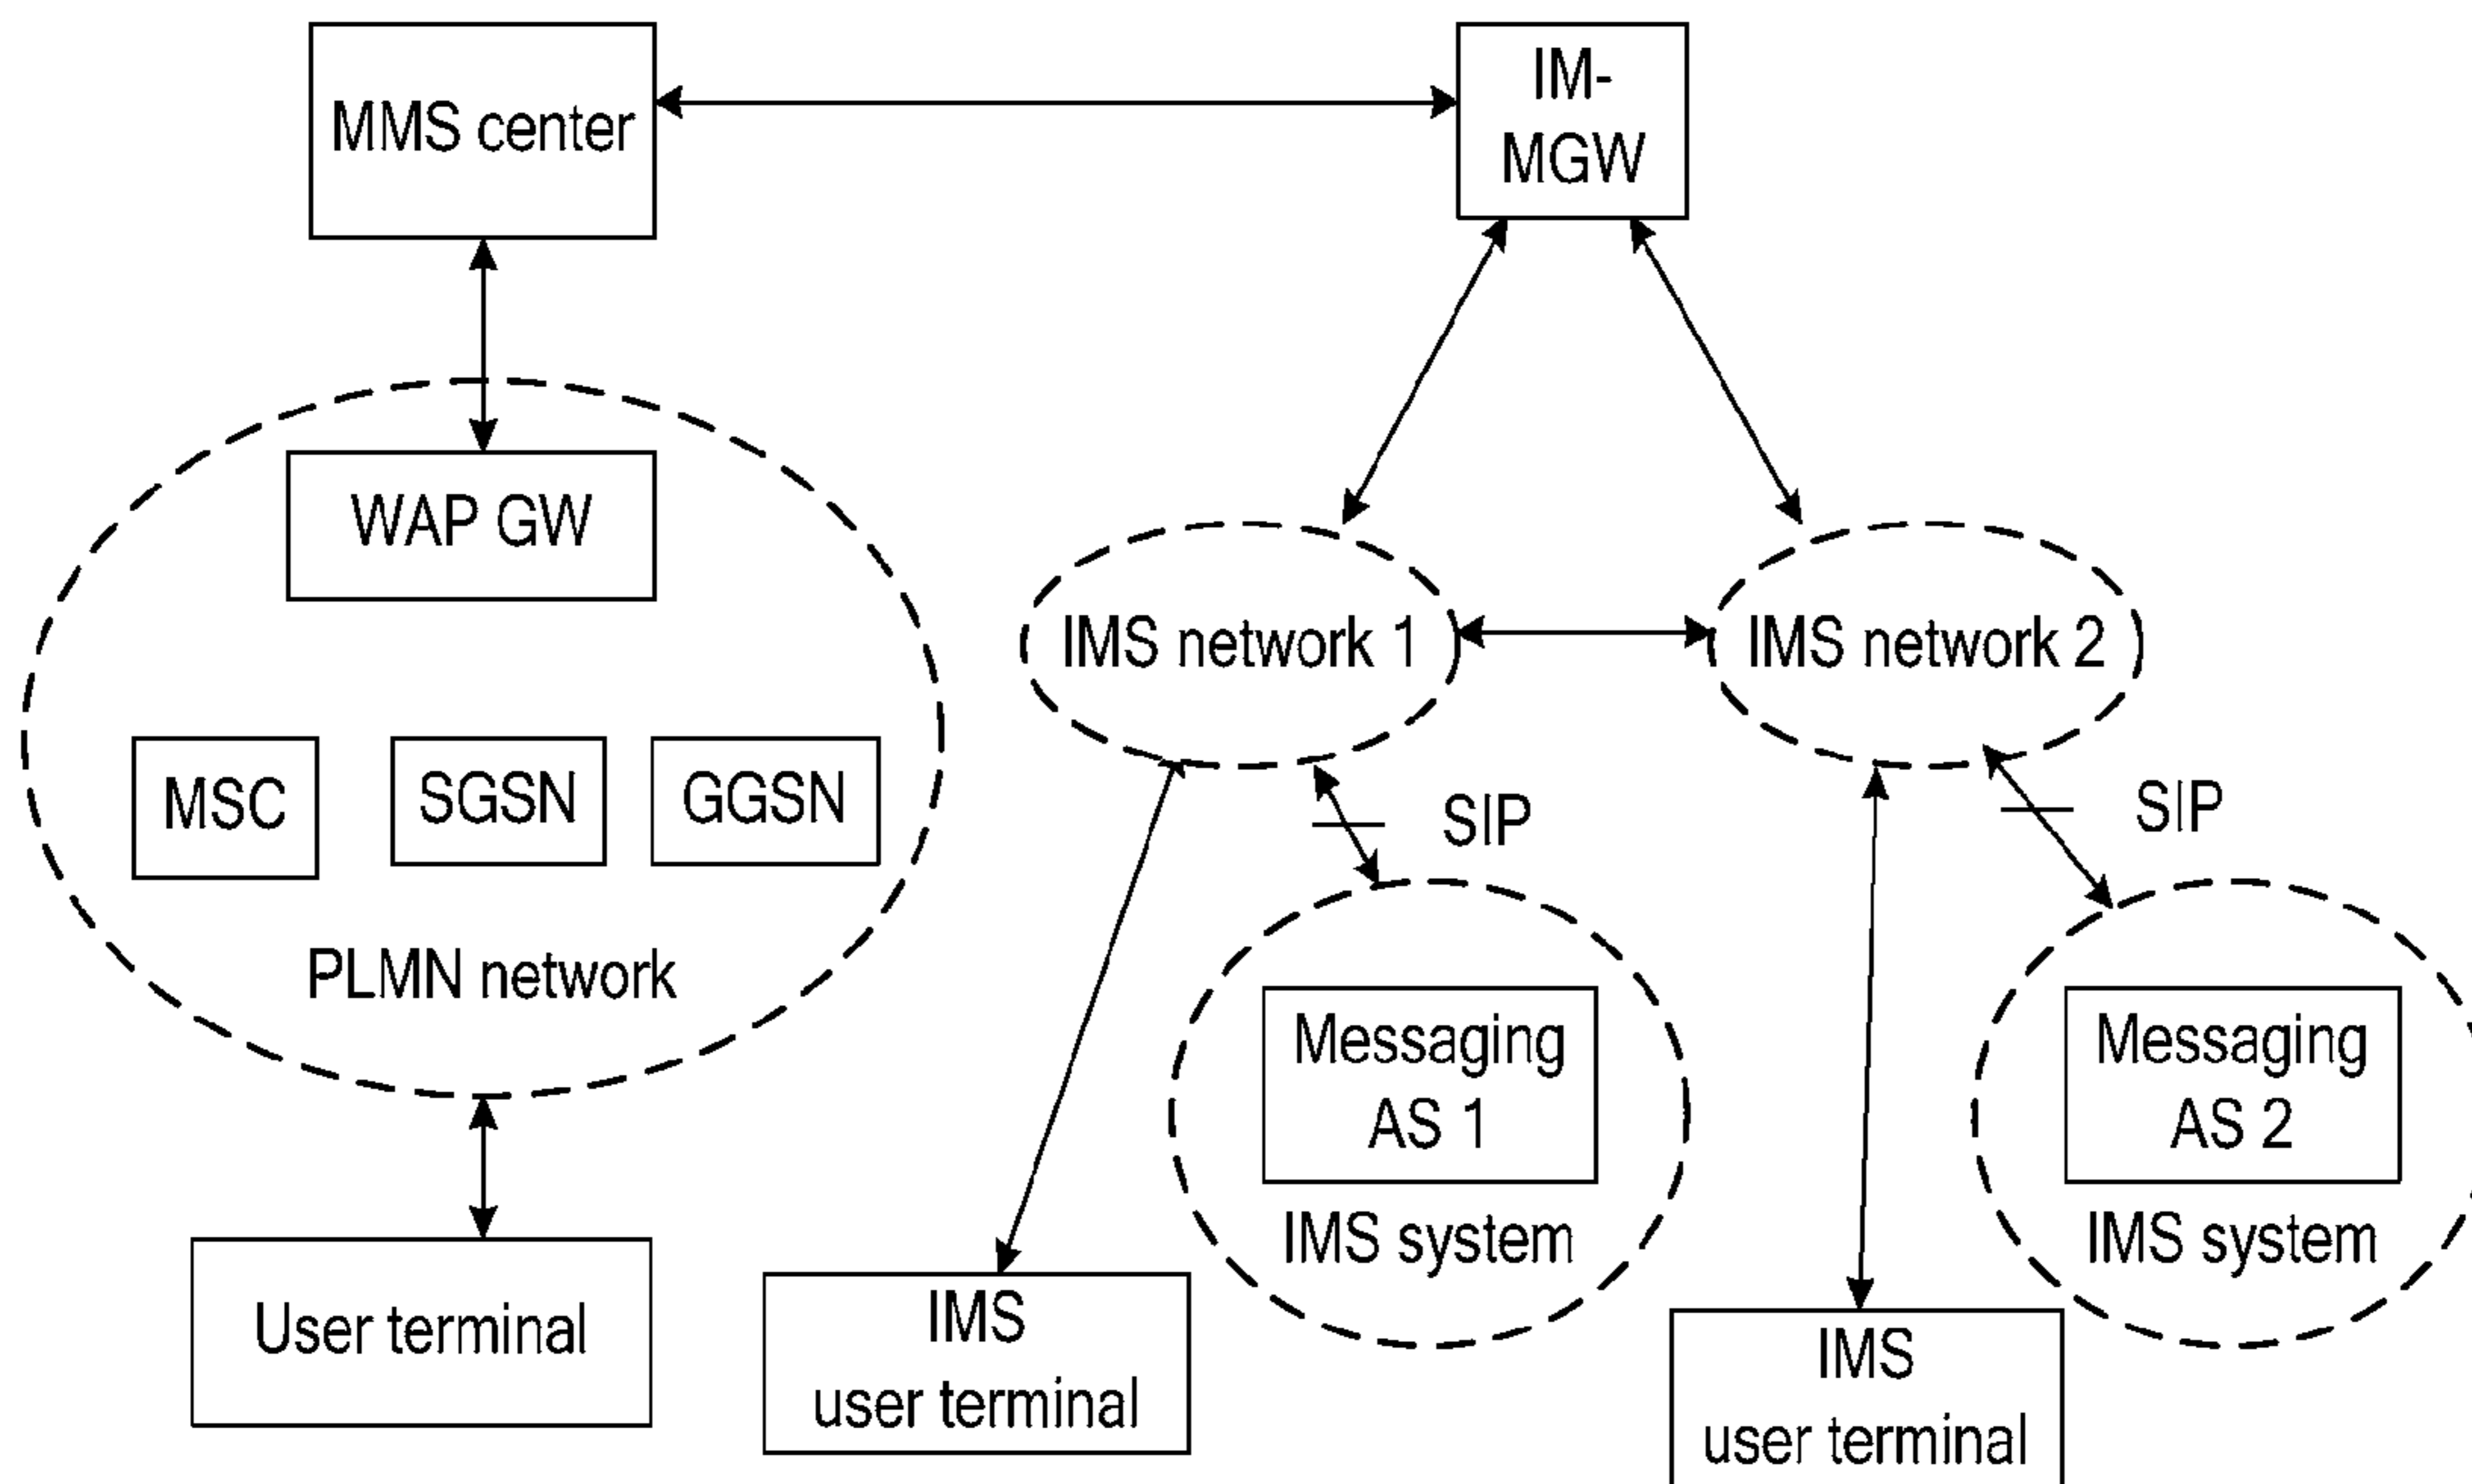 MMS center
IM-
MGW
WAP GW
IMS network 1
IMS network 2
MSC
SGSN
GGSN
SIP
SIP
PLMN network
Messaging
AS 1
IMS system
Messaging
AS 2
IMS system
User terminal
IMS
user terminal
IMS
user terminal